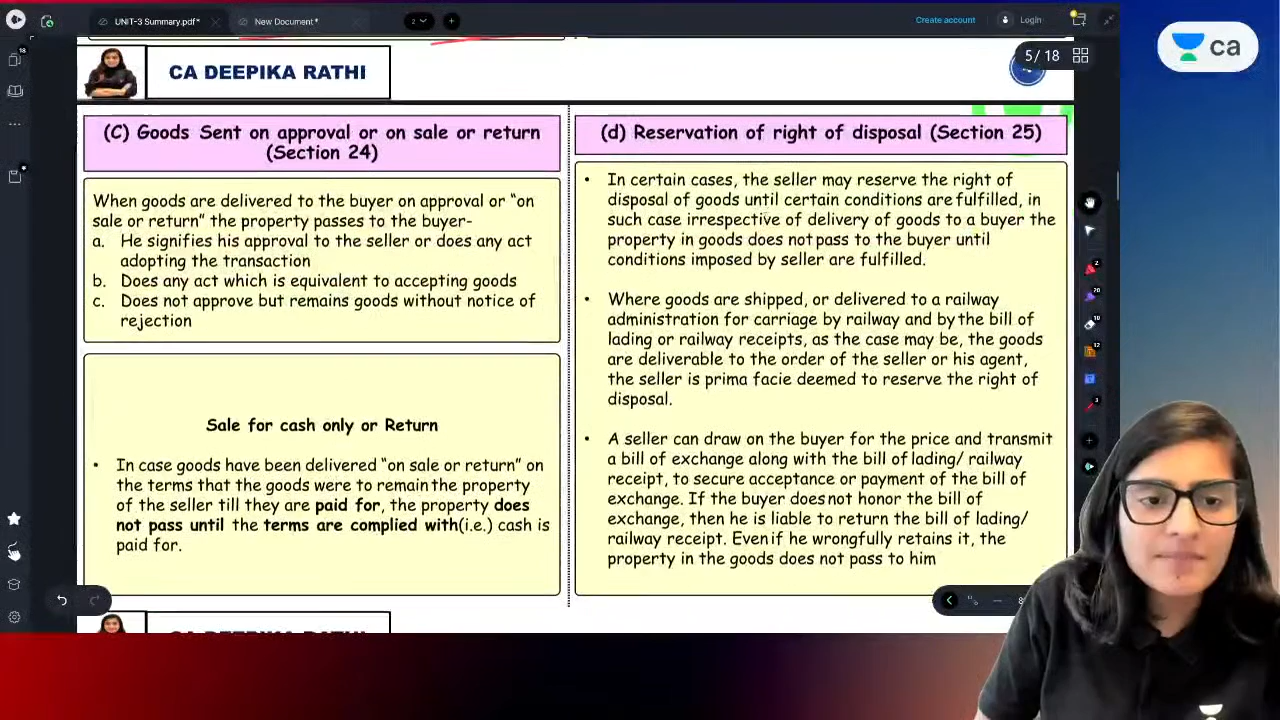 UNIT-3 Summary.pdf*
New Document*
2
Create account
Login
CA DEEPIKA RATHI
5/18
ca
18
(C) Goods Sent on approval or on sale or return
(Section 24)
When goods are delivered to the buyer on approval or "on
sale or return" the property passes to the buyer-
a. He signifies his approval to the seller or does any act
adopting the transaction
b. Does any act which is equivalent to accepting goods
c. Does not approve but remains goods without notice of
rejection
Sale for cash only or Return
• In case goods have been delivered "on sale or return" on
the terms that the goods were to remain the property
of the seller till they are paid for, the property does
not pass until the terms are complied with(i.e.) cash is
paid for.
(d) Reservation of right of disposal (Section 25)
• In certain cases, the seller may reserve the right of
disposal of goods until certain conditions are fulfilled, in
such case irrespective of delivery of goods to a buyer the
property in goods does not pass to the buyer until
conditions imposed by seller are fulfilled.
• Where goods are shipped, or delivered to a railway
administration for carriage by railway and by the bill of
lading or railway receipts, as the case may be, the goods
are deliverable to the order of the seller or his agent,
the seller is prima facie deemed to reserve the right of
disposal.
• A seller can draw on the buyer for the price and transmit
a bill of exchange along with the bill of lading/ railway
receipt, to secure acceptance or payment of the bill of
exchange. If the buyer does not honor the bill of
exchange, then he is liable to return the bill of lading/
railway receipt. Even if he wrongfully retains it, the
property in the goods does not pass to him
2
20
10
12
3
CA DEEPIKA RATHI